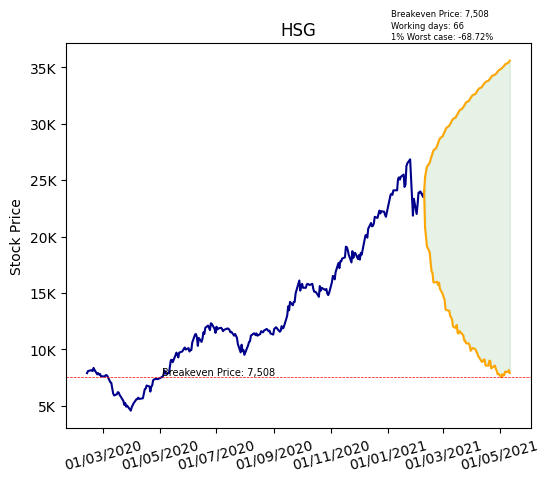 Breakeven Price: 7,508
Working days: 66
1% Worst case: -68.72%
HSG
Stock Price
35K
30K
25K
20K
15K
10K
5K
Breakeven Price: 7,508
01/03/2020
01/05/2020
01/07/2020
01/09/2020
01/11/2020
01/01/2021
01/03/2021
01/05/2021